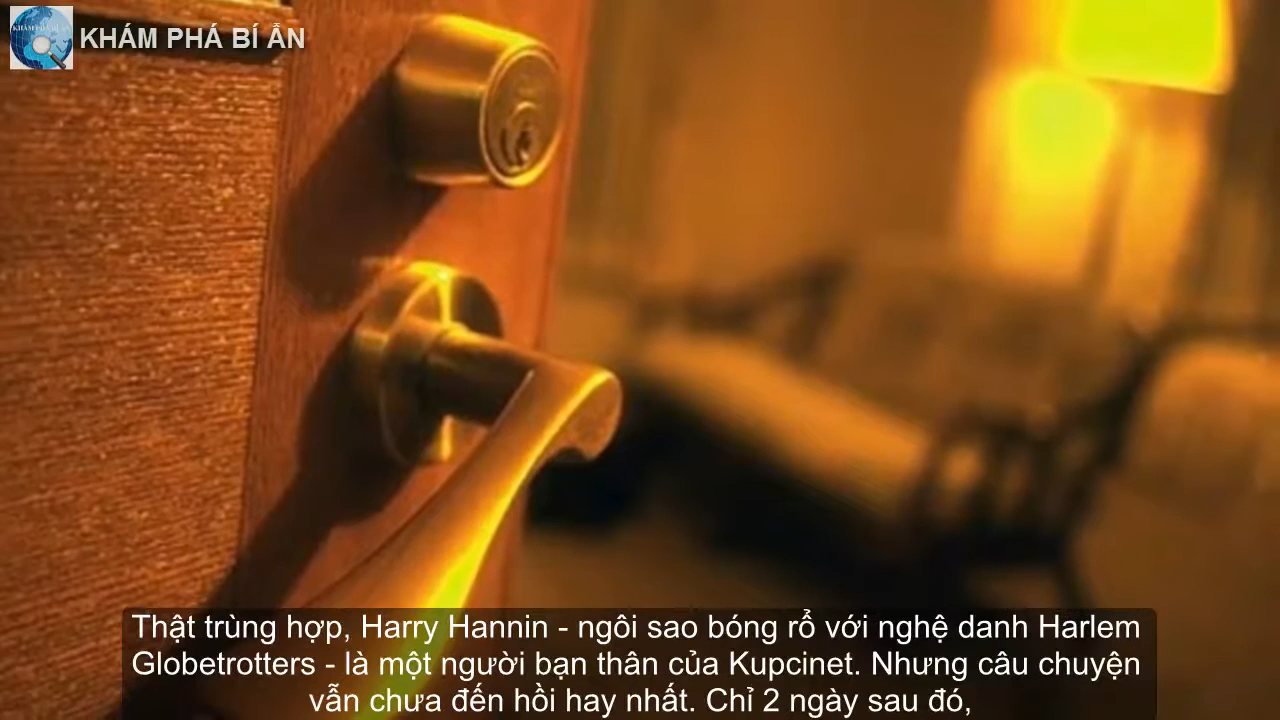 KHÁM PHÁ BÍ ẨN
Thật trùng hợp, Harry Hannin - ngôi sao bóng rổ với nghệ danh Harlem
Globetrotters - là một người bạn thân của Kupcinet. Nhưng câu chuyện
vẫn chưa đến hồi hay nhất. Chỉ 2 ngày sau đó,